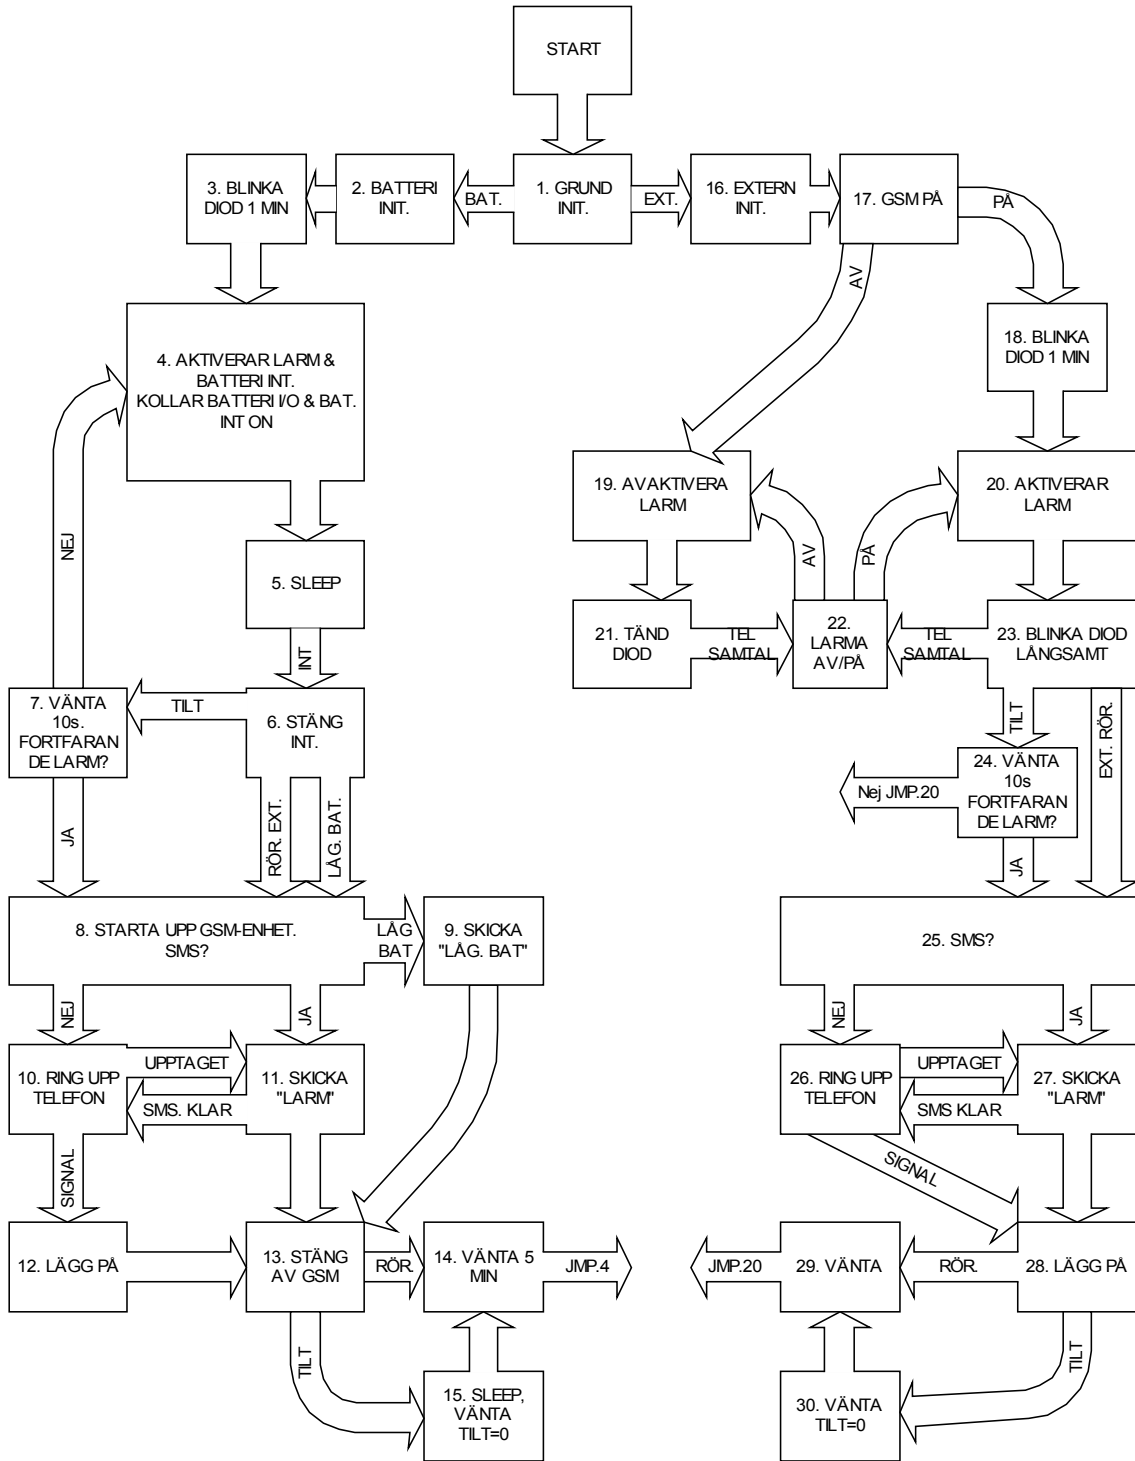 START
3. BLINKA
DIOD 1 MIN
2. BATTERI
INIT.
BAT.
1. GRUND
INIT.
EXT.
16. EXTERN
INIT.
17. GSM PÅ
PÅ
AV
4. AKTIVERAR LARM &
BATTERI INT.
KOLLAR BATTERI I/O & BAT.
INT ON
18. BLINKA
DIOD 1 MIN
NEJ
5. SLEEP
INT
19. AVAKTIVERA
LARM
20. AKTIVERAR
LARM
AV
PÅ
21. TÄND
DIOD
TEL
SAMTAL
22.
LARMA
AV/PÅ
TEL
SAMTAL
23. BLINKA DIOD
LÅNGSAMT
7. VÄNTA
10s.
FORTFARAN
DE LARM?
TILT
6. STÄNG
INT.
TILT
EXT. RÖR.
Nej JMP.20
24. VÄNTA
10s
FORTFARAN
DE LARM?
JA
RÖR. EXT.
LÅG. BAT.
JA
8. STARTA UPP GSM-ENHET.
SMS?
LÅG
BAT
9. SKICKA
"LÅG. BAT"
25. SMS?
NEJ
JA
NEJ
JA
10. RING UPP
TELEFON
UPPTAGET
SMS. KLAR
11. SKICKA
"LARM"
26. RING UPP
TELEFON
UPPTAGET
SMS KLAR
27. SKICKA
"LARM"
SIGNAL
SIGNAL
12. LÄGG PÅ
13. STÄNG
AV GSM
RÖR.
14. VÄNTA 5
MIN
JMP.4
JMP.20
29. VÄNTA
RÖR.
28. LÄGG PÅ
TILT
TILT
15. SLEEP,
VÄNTA
TILT=0
30. VÄNTA
TILT=0